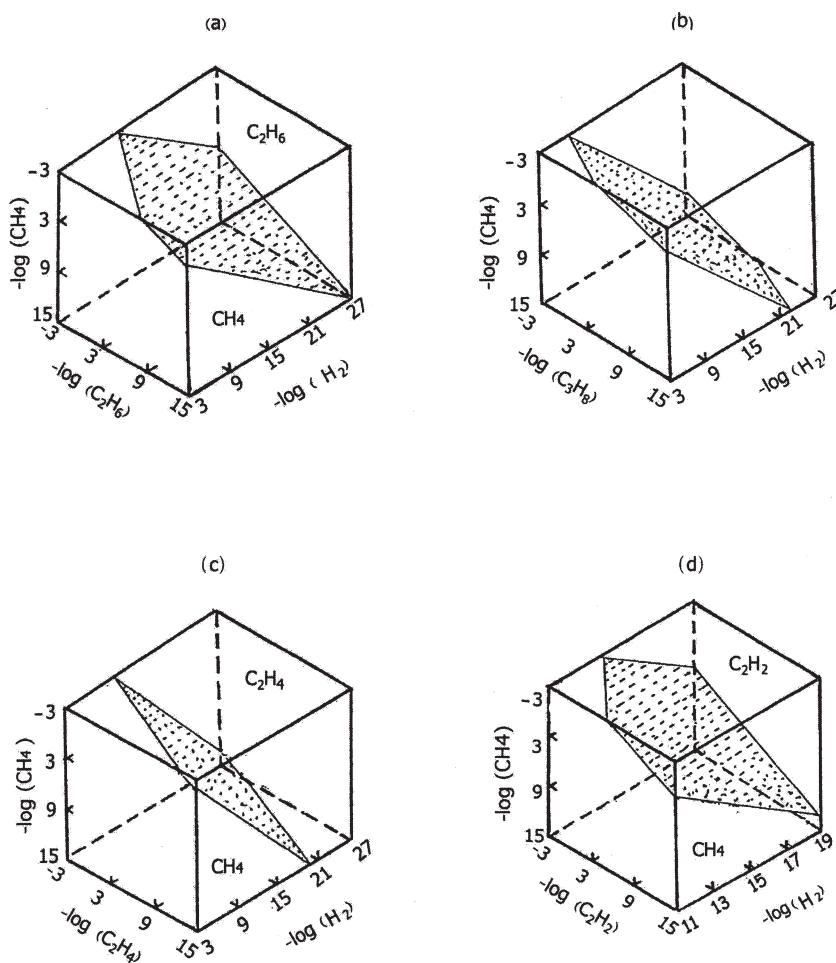 (a)
C₂H₆
-3
3
9
15
-log (CH₄)
CH₄
-3 3 9 15
-log (C₂H₆)
3 9 15 21 27
-log ( H₂)
(b)
-3
3
9
15
-log (CH₄)
-3 3 9 15
-log (C₃H₈)
3 9 15 21 27
-log (H₂)
(c)
C₂H₄
-3
3
9
15
-log (CH₄)
CH₄
-3 3 9 15
-log (C₂H₄)
3 9 15 21 27
-log (H₂)
(d)
C₂H₂
-3
3
9
15
-log (CH4)
CH₄
-3 3 9 15
-log (C₂H₂)
11 13 15 17 19
-log (H₂)